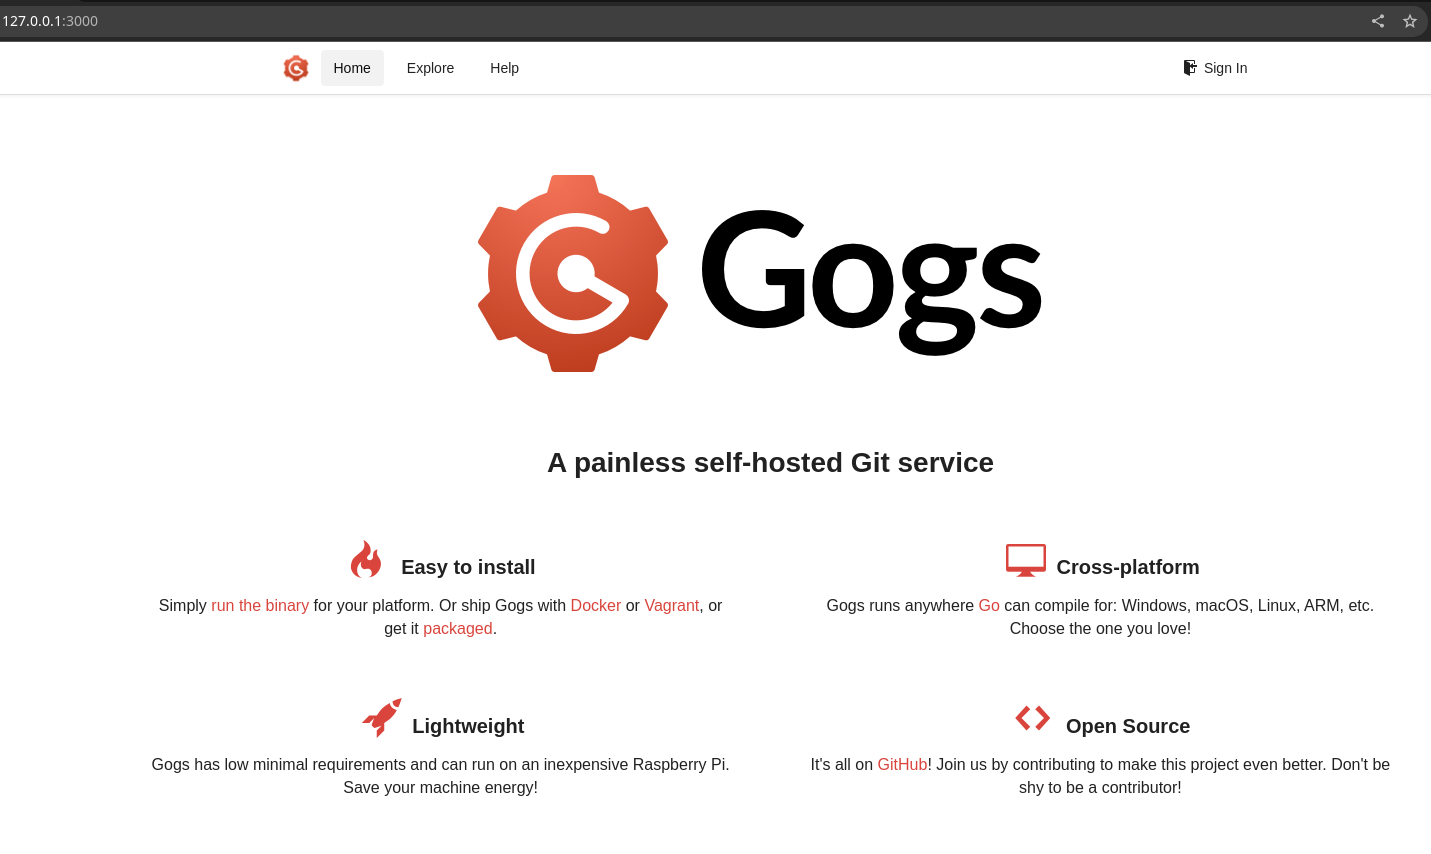 127.0.0.1:3000
Home Explore Help Sign In
Gogs
A painless self-hosted Git service
Easy to install
Simply run the binary for your platform. Or ship Gogs with Docker or Vagrant, or
get it packaged.
Cross-platform
Gogs runs anywhere Go can compile for: Windows, macOS, Linux, ARM, etc.
Choose the one you love!
Lightweight
Gogs has low minimal requirements and can run on an inexpensive Raspberry Pi.
Save your machine energy!
Open Source
It's all on GitHub! Join us by contributing to make this project even better. Don't be
shy to be a contributor!